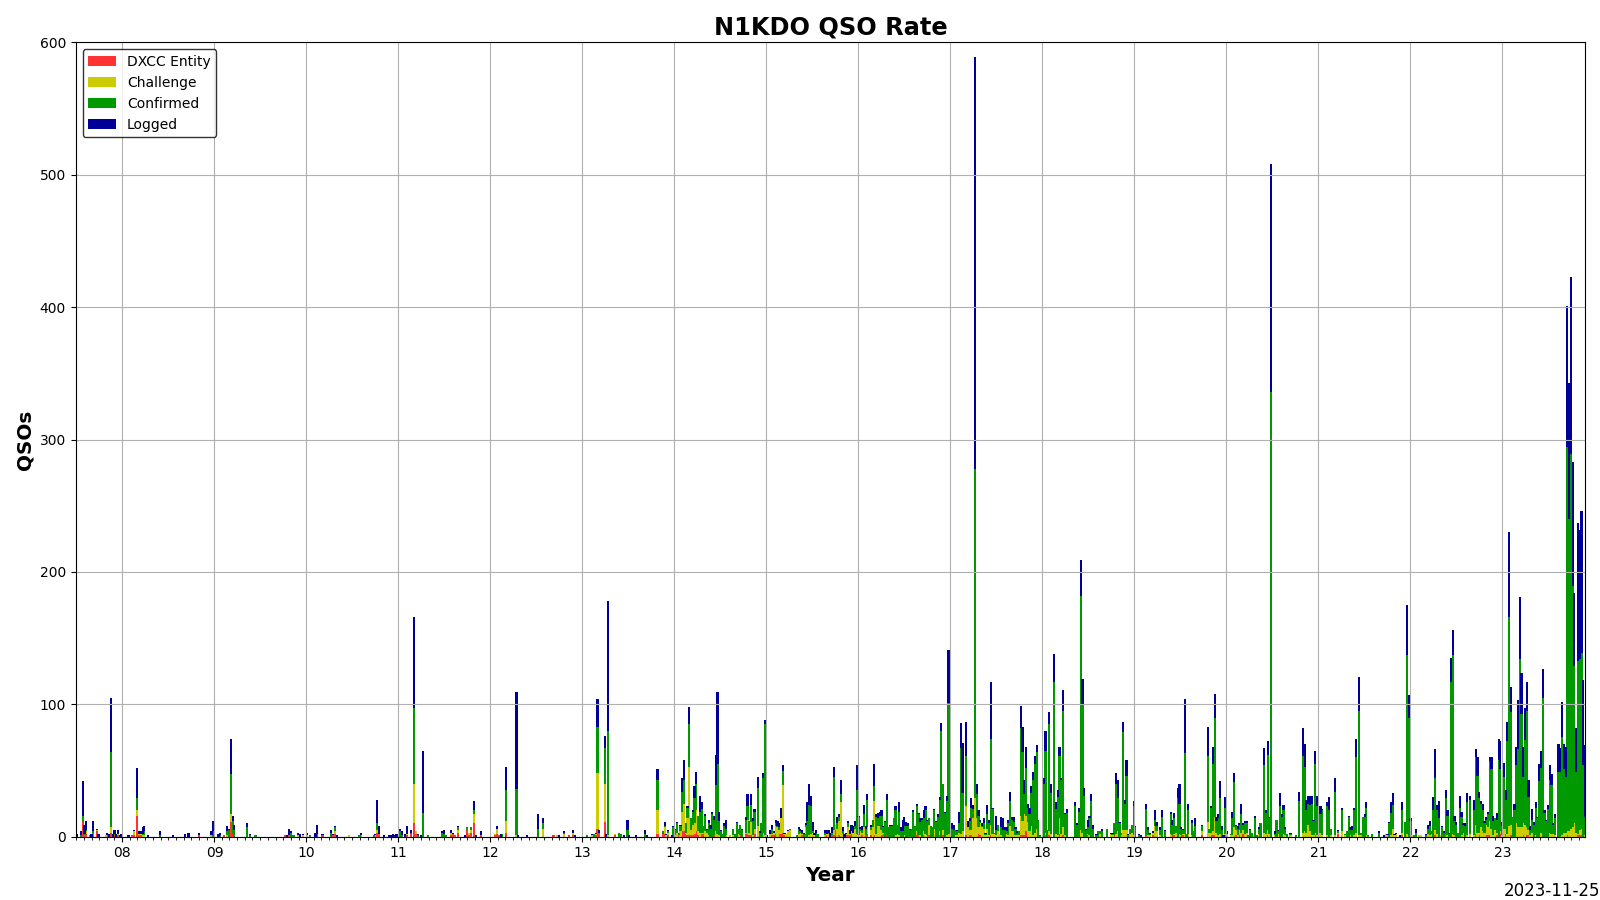 N1KDO QSO Rate
600
500
400
300
200
100
0
QSOs
DXCC Entity
Challenge
Confirmed
Logged
08 09 10 11 12 13 14 15 16 17 18 19 20 21 22 23
Year
2023-11-25